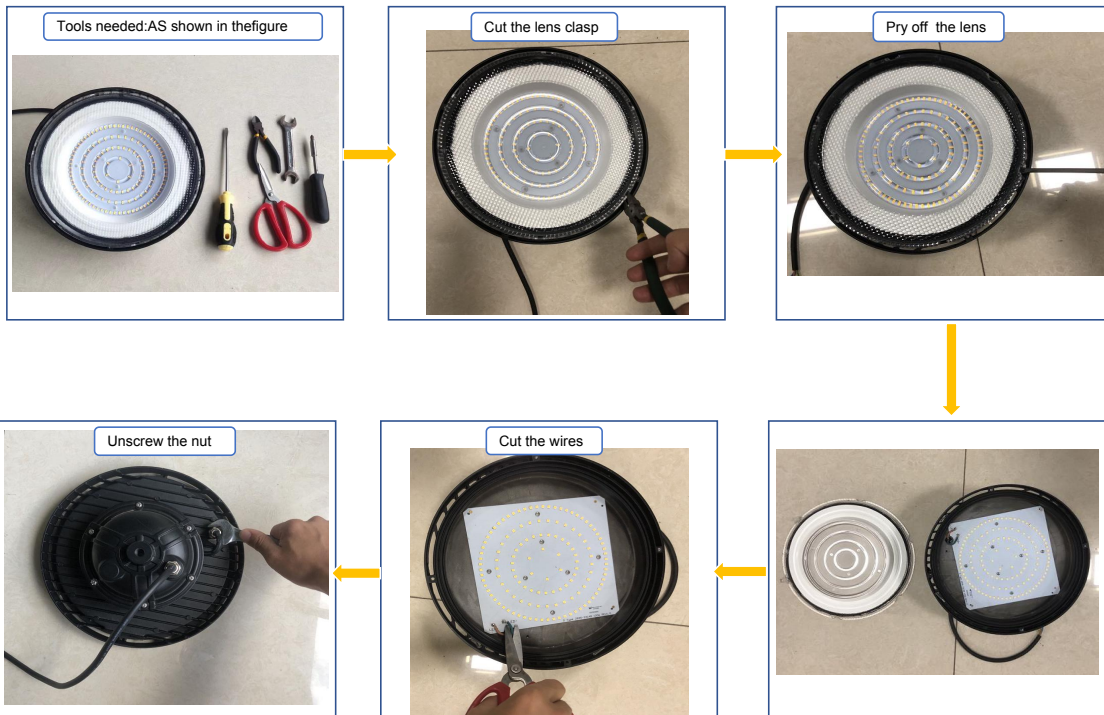 Tools needed:AS shown in thefigure
Cut the lens clasp
Pry off  the lens
Cut the wires
Unscrew the nut